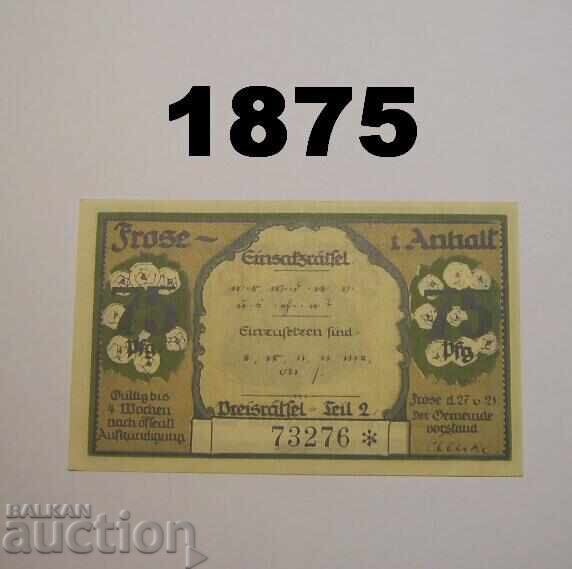 1875
Frose - i. Anhalt
Einsatzrätsel
75
Pfg
75
Pfg
Einzusetzen sind
Gültig bis
4 Wochen
nach öffentl
Aufkündigung
Preisrätsel - Teil 2
Frose d. 27 6 21
Der Gemeinde
vorstand
73276 *
BALKAN
auction